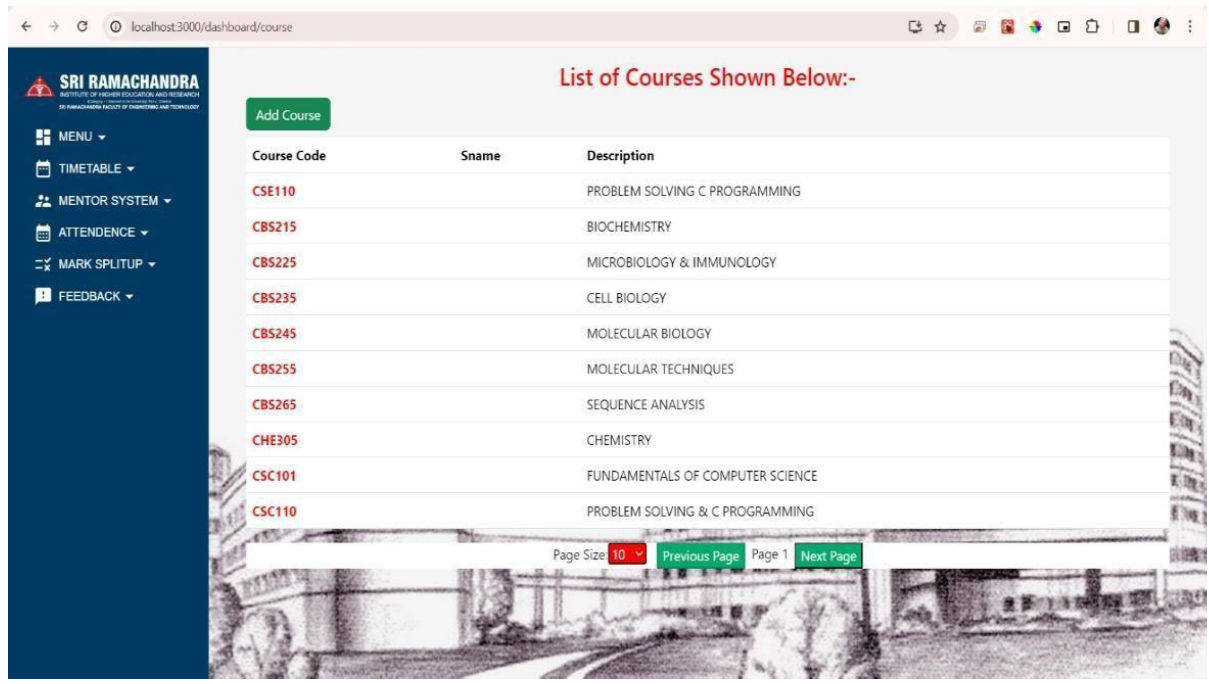 localhost:3000/dashboard/course
SRI RAMACHANDRA
INSTITUTE OF HIGHER EDUCATION AND RESEARCH
SRI RAMACHANDRA FACULTY OF ENGINEERING AND TECHNOLOGY
MENU
TIMETABLE
MENTOR SYSTEM
ATTENDENCE
MARK SPLITUP
FEEDBACK
List of Courses Shown Below:-
Add Course
Course Code Sname Description
CSE110 PROBLEM SOLVING C PROGRAMMING
CBS215 BIOCHEMISTRY
CBS225 MICROBIOLOGY & IMMUNOLOGY
CBS235 CELL BIOLOGY
CBS245 MOLECULAR BIOLOGY
CBS255 MOLECULAR TECHNIQUES
CBS265 SEQUENCE ANALYSIS
CHE305 CHEMISTRY
CSC101 FUNDAMENTALS OF COMPUTER SCIENCE
CSC110 PROBLEM SOLVING & C PROGRAMMING
Page Size: 10 Previous Page Page 1 Next Page